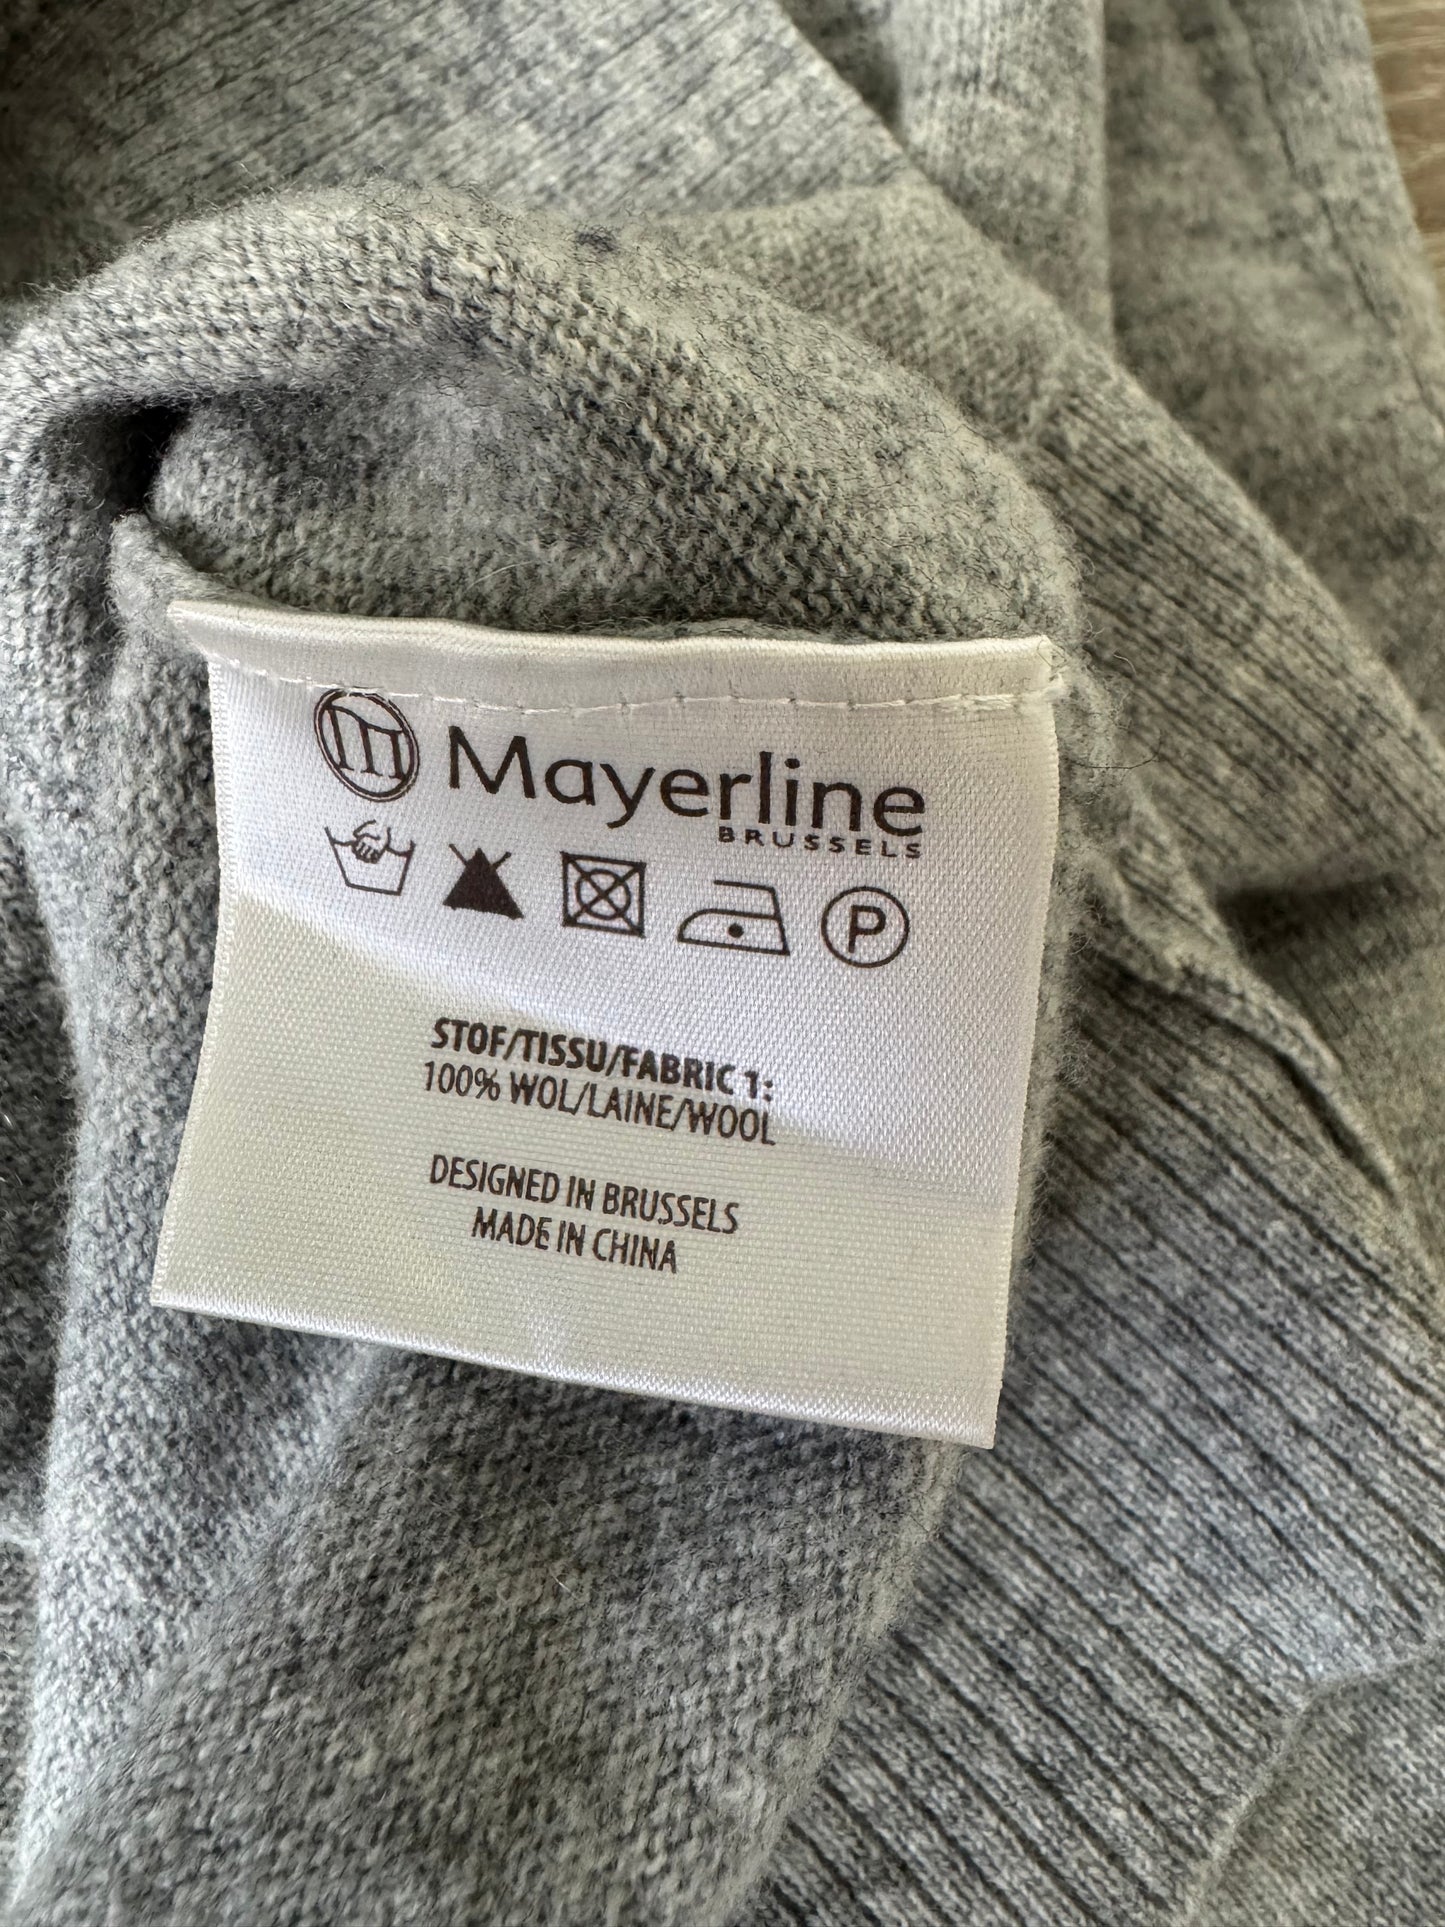 m Mayerline
BRUSSELS
P
STOF/TISSU/FABRIC 1:
100% WOL/LAINE/WOOL
DESIGNED IN BRUSSELS
MADE IN CHINA